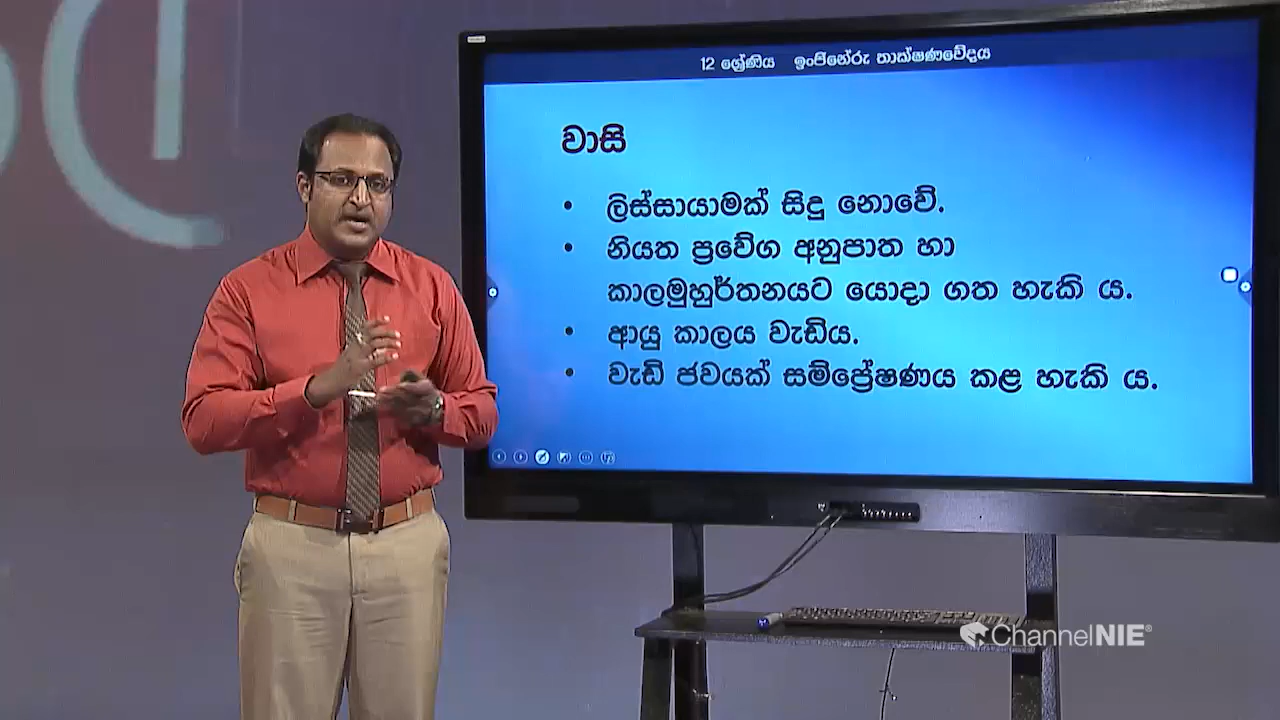 12 ශ්‍රේණිය ඉංජිනේරු තාක්ෂණවේදය
වාසි
• ලිස්සායාමක් සිදු නොවේ.
• නියත ප්‍රවේග අනුපාත හා
කාලමුහුර්තනයට යොදා ගත හැකි ය.
• ආයු කාලය වැඩිය.
• වැඩි ජවයක් සම්ප්‍රේෂණය කළ හැකි ය.
ChannelNIE®